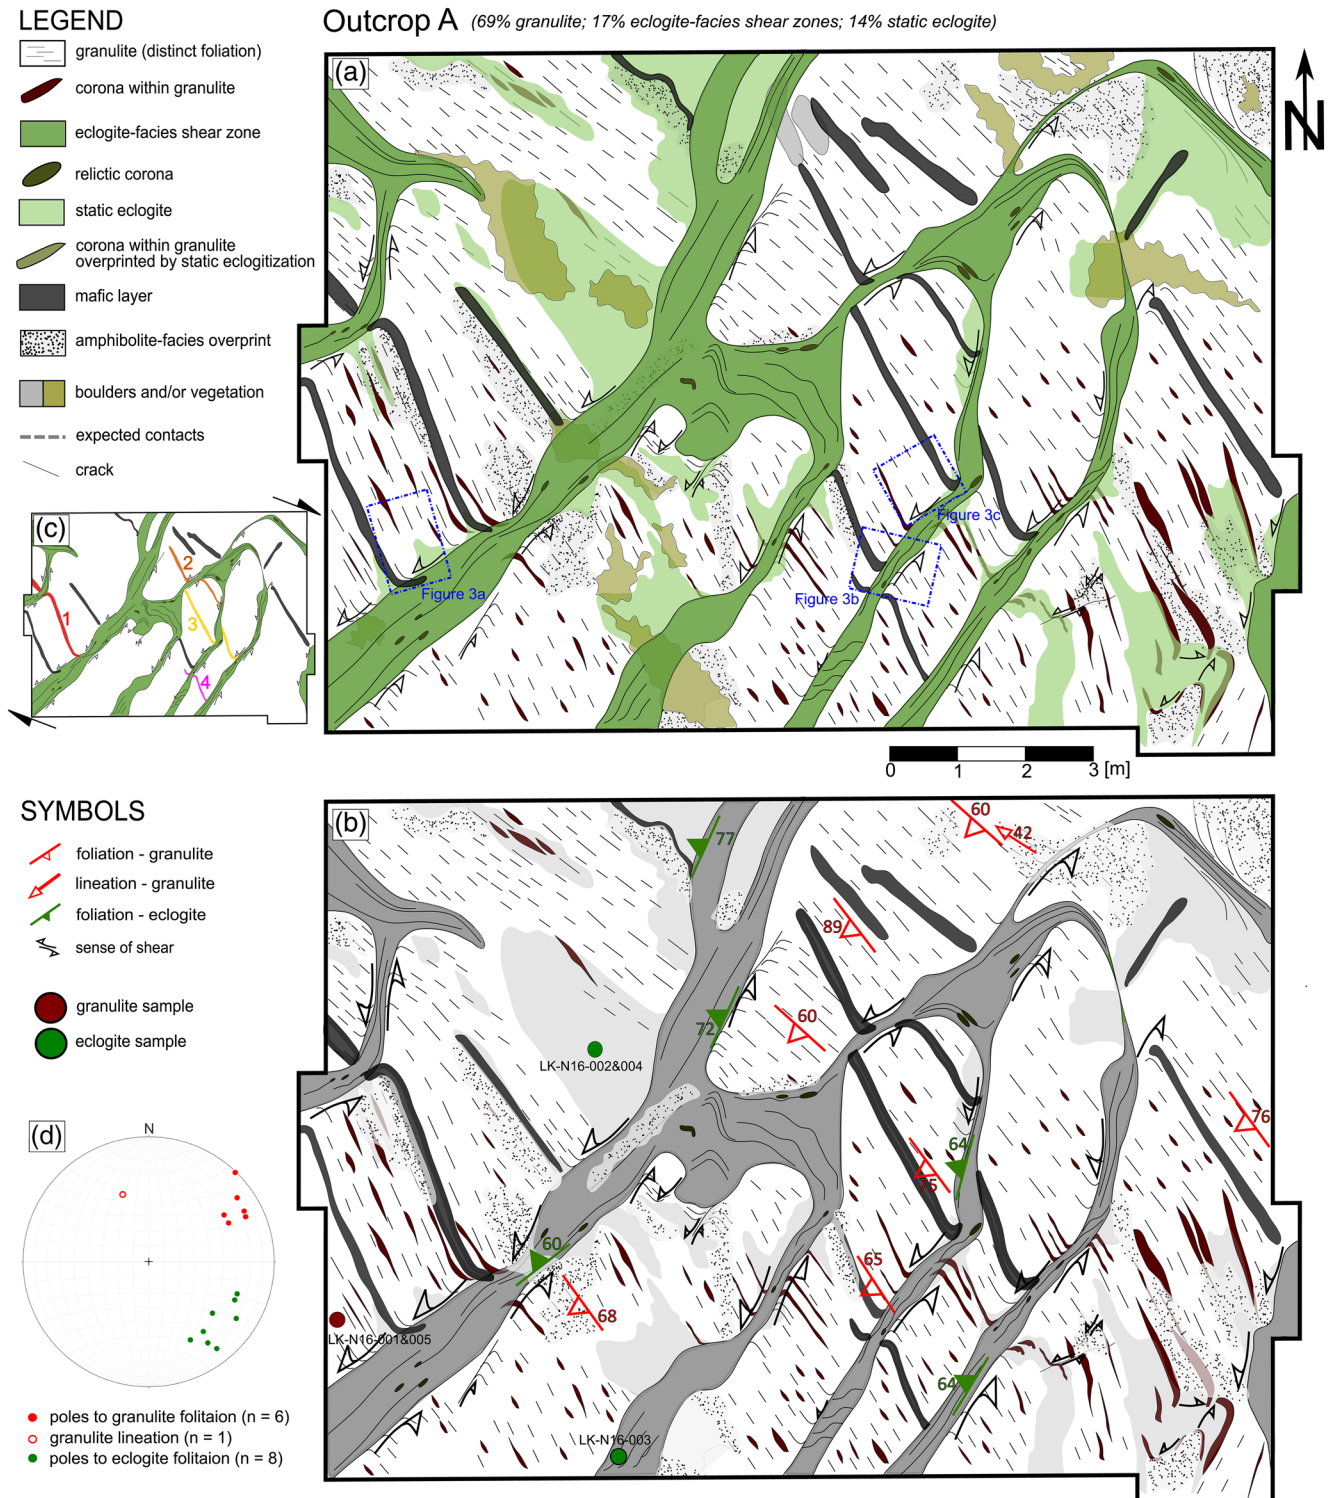 LEGEND
granulite (distinct foliation)
corona within granulite
eclogite-facies shear zone
relictic corona
static eclogite
corona within granulite
overprinted by static eclogitization
mafic layer
amphibolite-facies overprint
boulders and/or vegetation
expected contacts
crack
Outcrop A (69% granulite; 17% eclogite-facies shear zones; 14% static eclogite)
(a)
N
Figure 3a
Figure 3b
Figure 3c
(c)
1
2
3
4
0 1 2 3 [m]
SYMBOLS
foliation - granulite
lineation - granulite
foliation - eclogite
sense of shear
granulite sample
eclogite sample
(b)
77
60
42
89
72
60
LK-N16-002&004
76
64
75
60
65
68
LK-N16-001&005
64
LK-N16-003
(d)
N
poles to granulite folitaion (n = 6)
granulite lineation (n = 1)
poles to eclogite folitaion (n = 8)